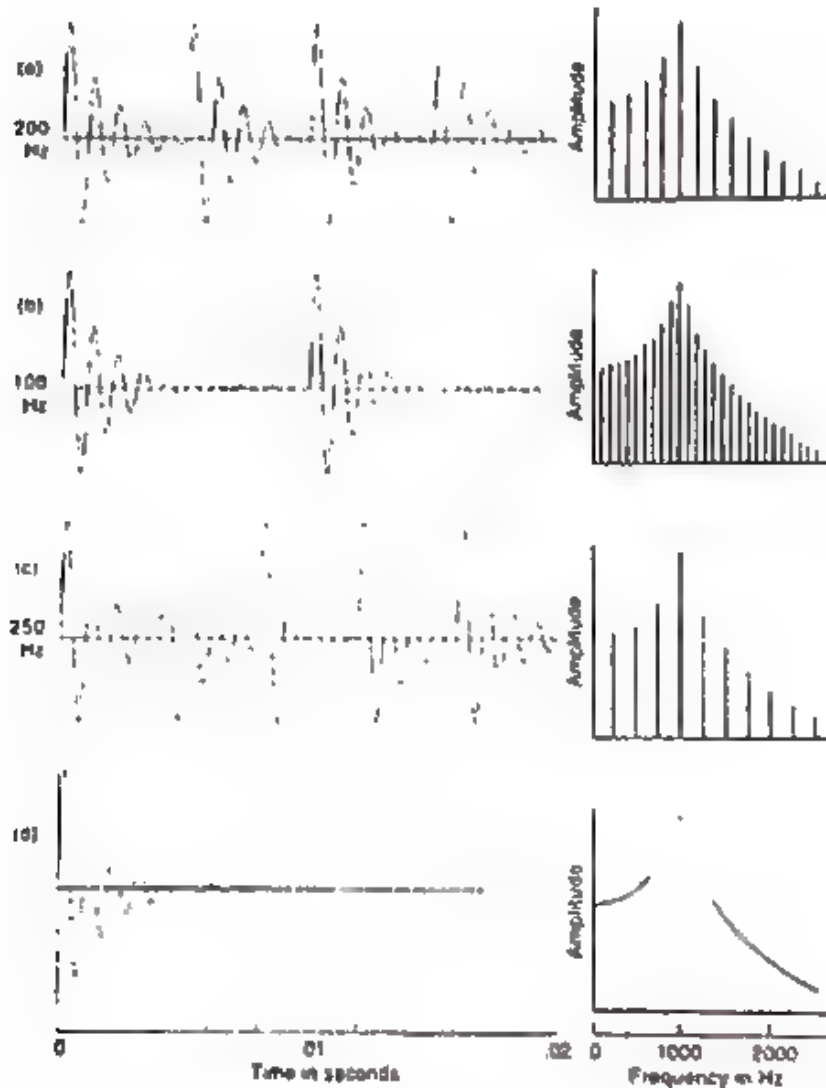 (a)
200
Hz
Amplitude
(b)
100
Hz
Amplitude
(c)
250
Hz
Amplitude
(d)
Amplitude
0 .01 .02
Time in seconds
0 1000 2000
Frequency in Hz